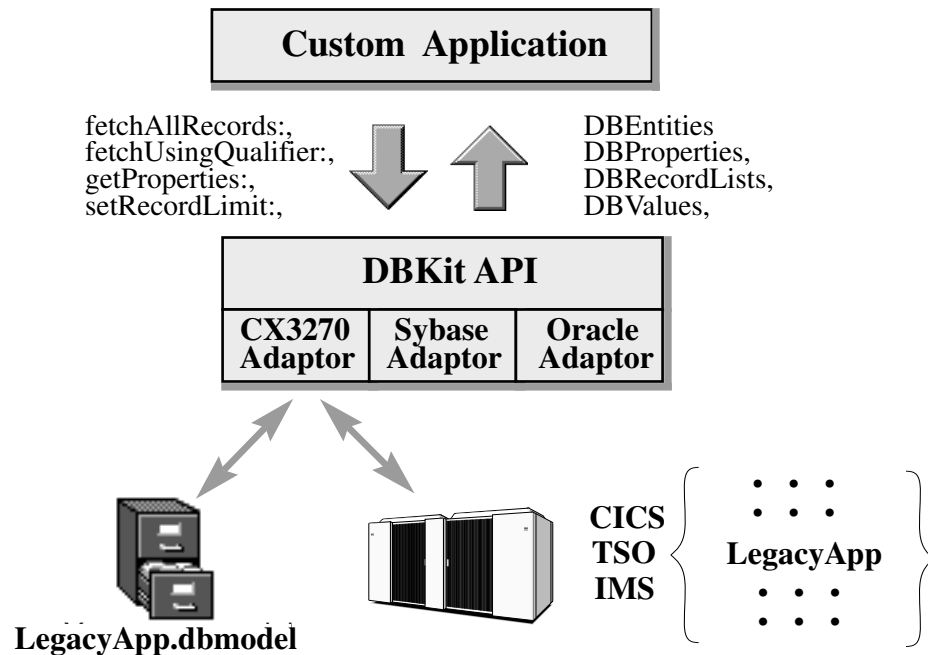 Custom Application
fetchAllRecords:,
fetchUsingQualifier:,
getProperties:,
setRecordLimit:,
DBEntities
DBProperties,
DBRecordLists,
DBValues,
DBKit API
CX3270
Adaptor
Sybase
Adaptor
Oracle
Adaptor
CICS
TSO
IMS
LegacyApp
LegacyApp.dbmodel